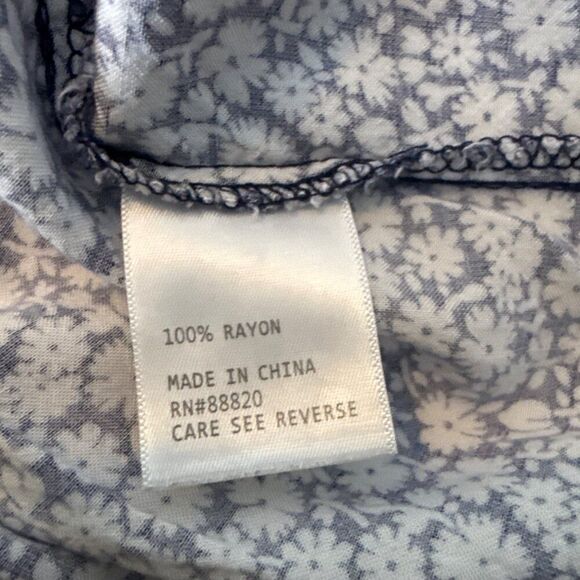 100% RAYON
MADE IN CHINA
RN#88820
CARE SEE REVERSE